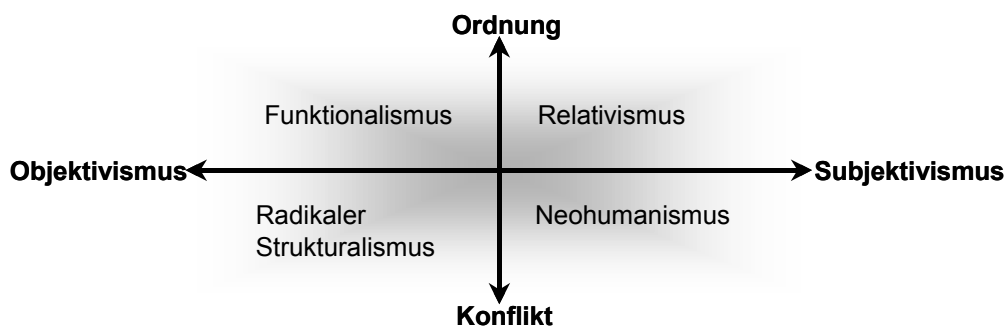 Ordnung
Funktionalismus
Relativismus
Objektivismus
Subjektivismus
Radikaler
Strukturalismus
Neohumanismus
Konflikt